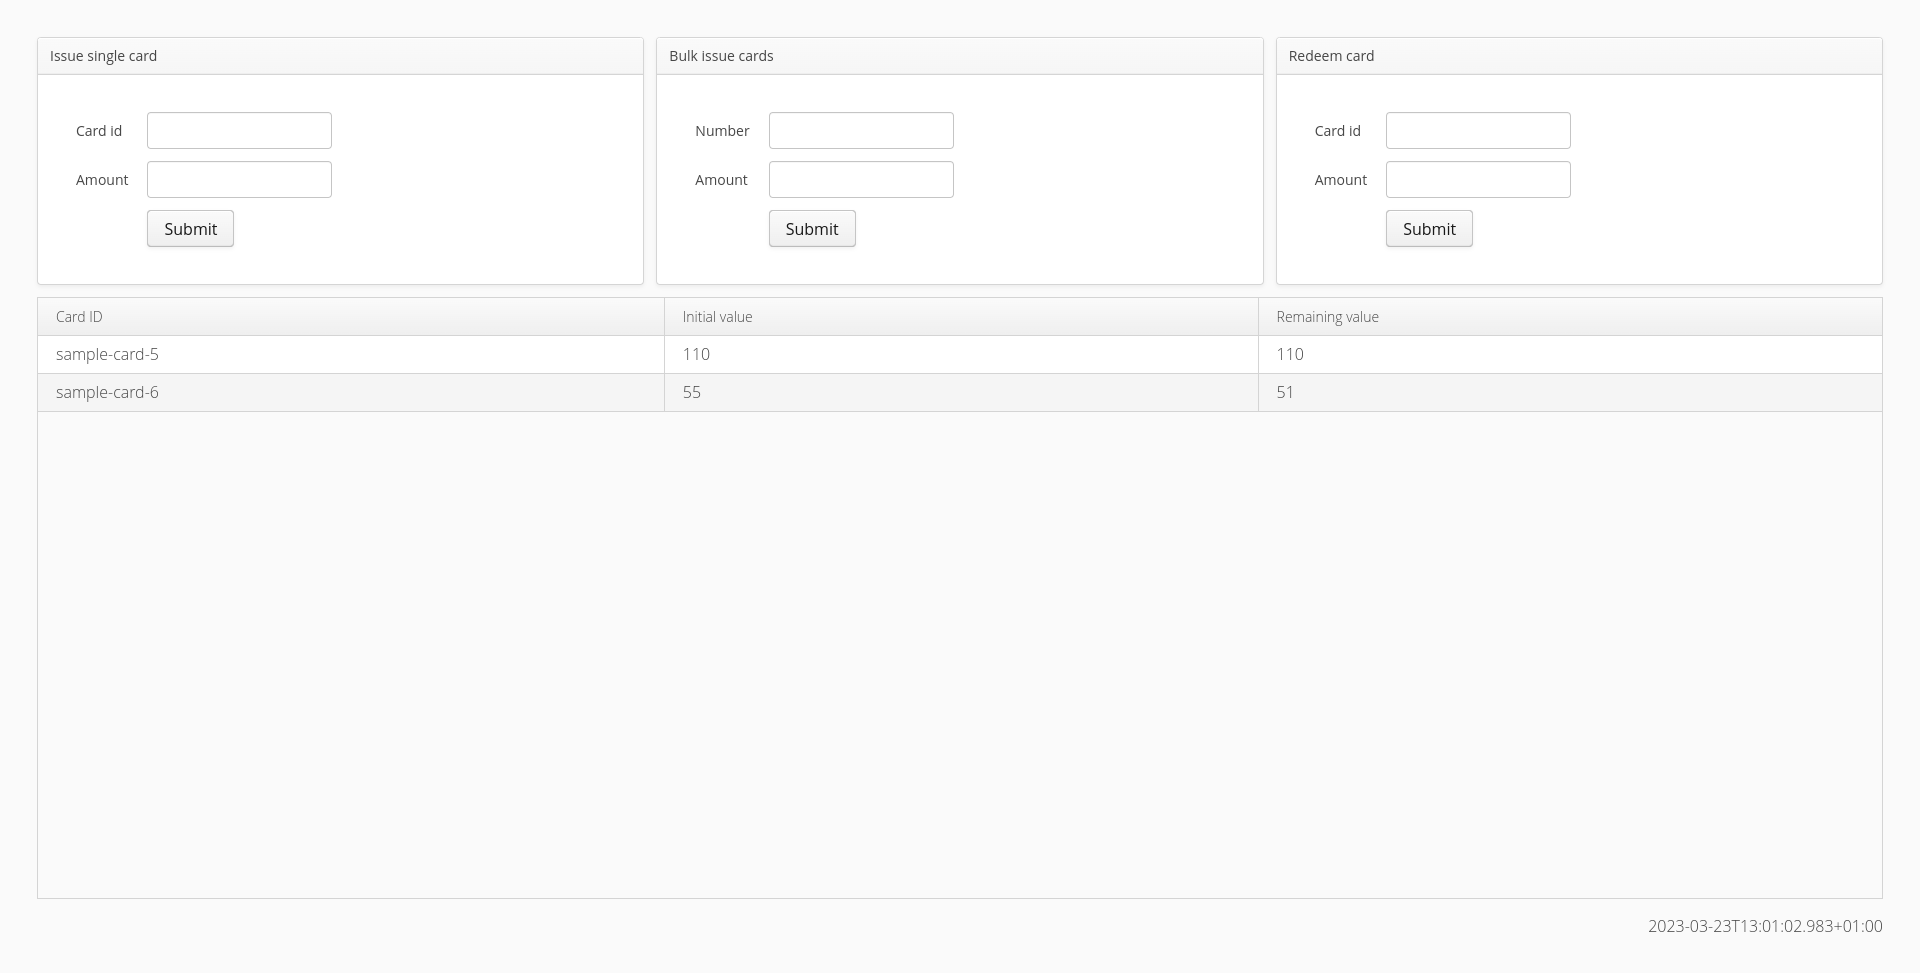 Issue single card
Card id
Amount
Submit
Bulk issue cards
Number
Amount
Submit
Redeem card
Card id
Amount
Submit
Card ID Initial value Remaining value
sample-card-5 110 110
sample-card-6 55 51
2023-03-23T13:01:02.983+01:00